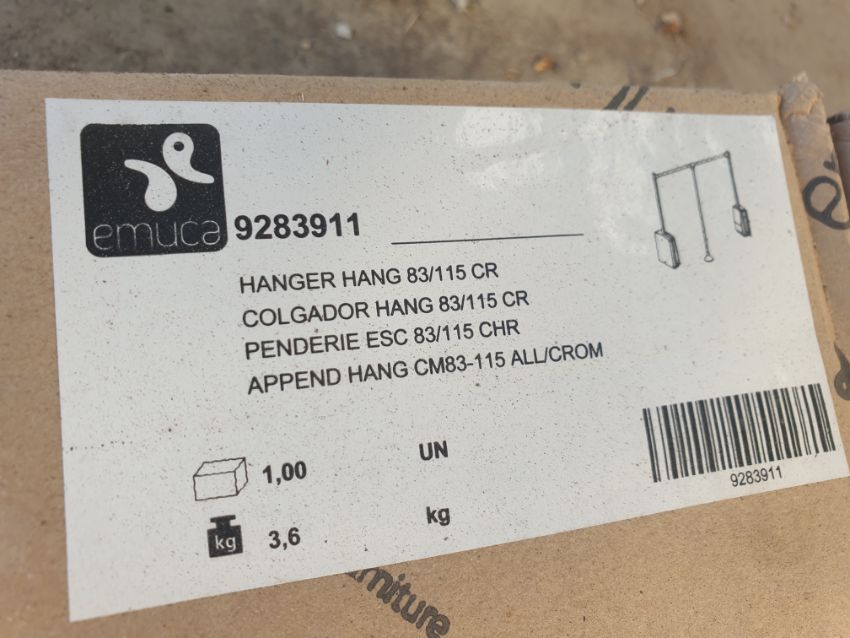 emuca
9283911
HANGER HANG 83/115 CR
COLGADOR HANG 83/115 CR
PENDERIE ESC 83/115 CHR
APPEND HANG CM83-115 ALL/CROM
1,00 UN
kg 3,6 kg
9283911
rniture